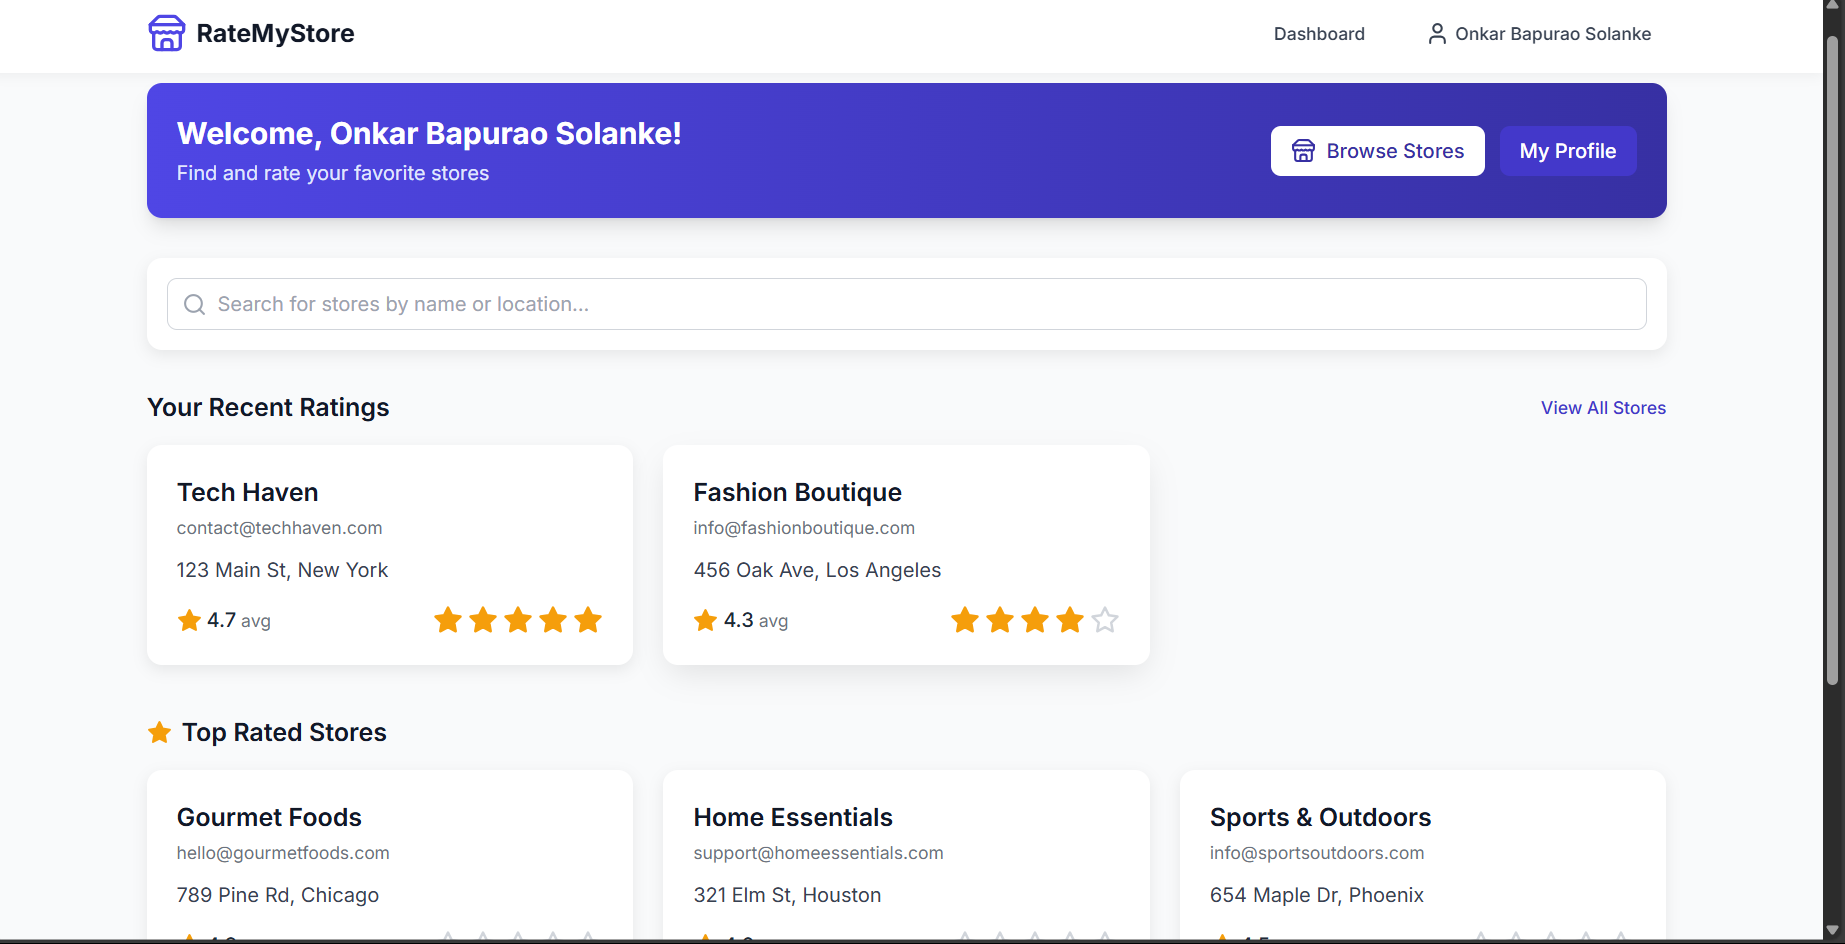 RateMyStore
Dashboard
Onkar Bapurao Solanke
Welcome, Onkar Bapurao Solanke!
Find and rate your favorite stores
Browse Stores
My Profile
Search for stores by name or location...
Your Recent Ratings
View All Stores
Tech Haven
contact@techhaven.com
123 Main St, New York
4.7 avg
Fashion Boutique
info@fashionboutique.com
456 Oak Ave, Los Angeles
4.3 avg
Top Rated Stores
Gourmet Foods
hello@gourmetfoods.com
789 Pine Rd, Chicago
Home Essentials
support@homeessentials.com
321 Elm St, Houston
Sports & Outdoors
info@sportsoutdoors.com
654 Maple Dr, Phoenix